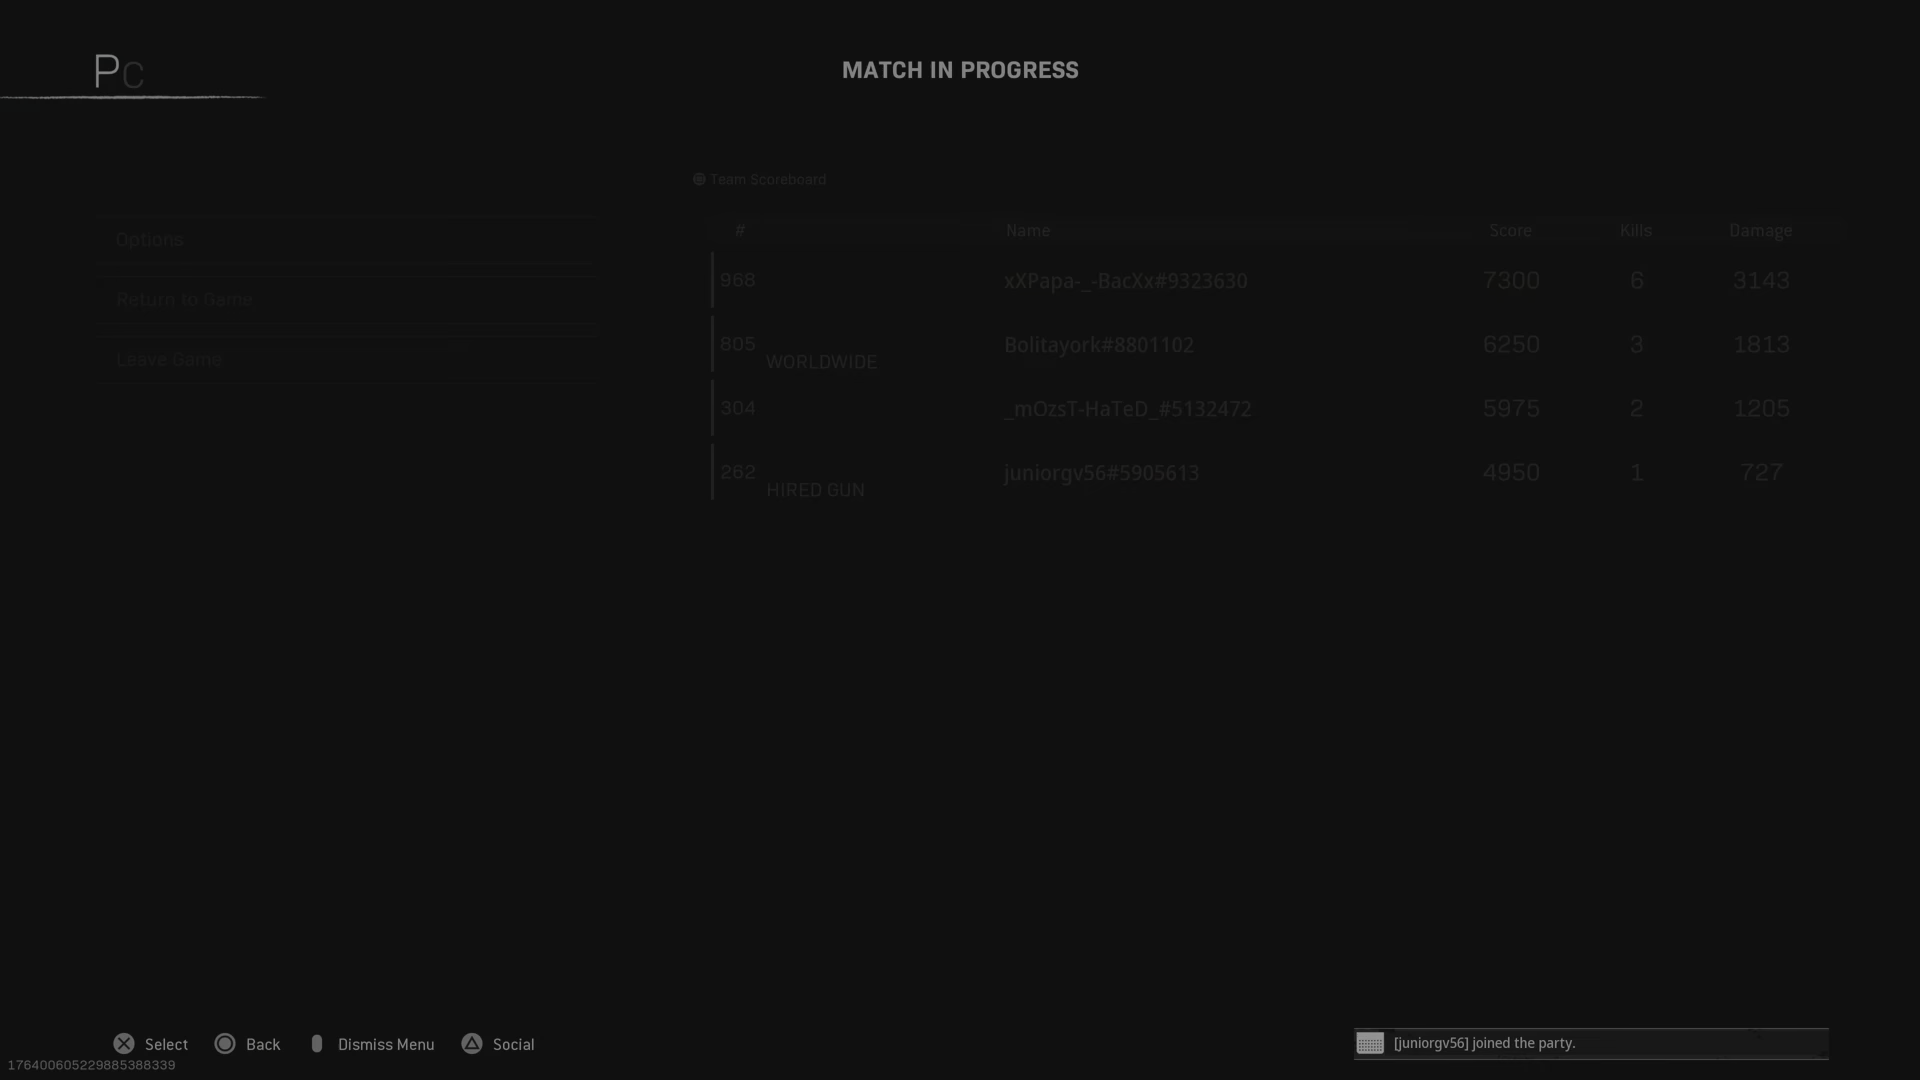 PC
MATCH IN PROGRESS
Team Scoreboard
Options
Return to Game
Leave Game
# Name Score Kills Damage
968 xXPapa-_-BacXx#9323630 7300 6 3143
805 WORLDWIDE Bolitayork#8801102 6250 3 1813
304 _mOzsT-HaTeD_#5132472 5975 2 1205
262 HIRED GUN juniorgv56#5905613 4950 1 727
Select Back Dismiss Menu Social
[juniorgv56] joined the party.
17640060522988538​8339